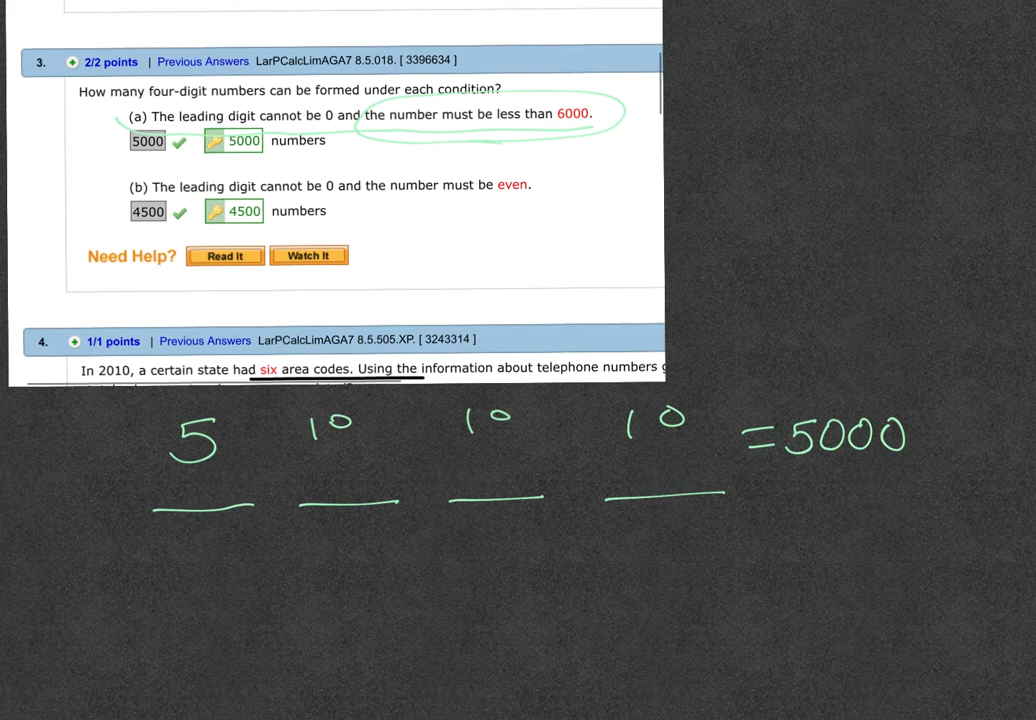 3. 2/2 points | Previous Answers LarPCalcLimAGA7 8.5.018. [ 3396634 ]
How many four-digit numbers can be formed under each condition?
(a) The leading digit cannot be 0 and the number must be less than 6000.
5000 5000 numbers
(b) The leading digit cannot be 0 and the number must be even.
4500 4500 numbers
Need Help? Read It Watch It
4. 1/1 points | Previous Answers LarPCalcLimAGA7 8.5.505.XP. [ 3243314 ]
In 2010, a certain state had six area codes. Using the information about telephone numbers
5 10 10 10 =5000